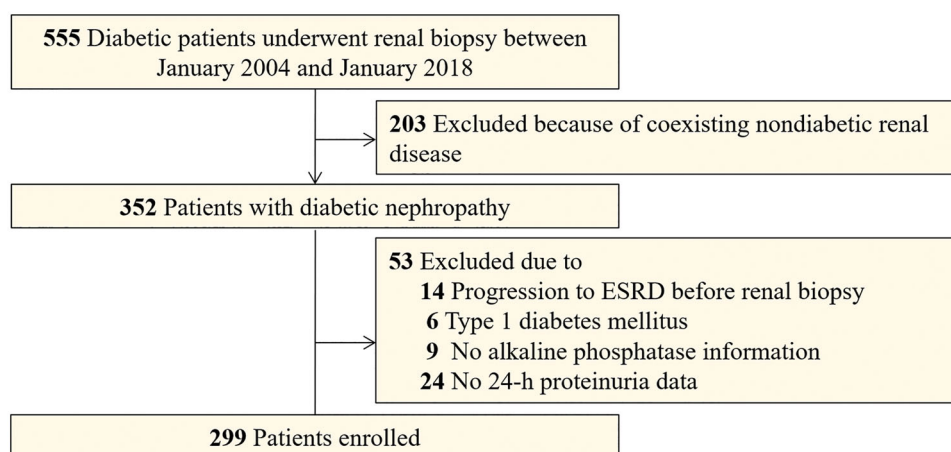 555 Diabetic patients underwent renal biopsy between
January 2004 and January 2018
203 Excluded because of coexisting nondiabetic renal
disease
352 Patients with diabetic nephropathy
53 Excluded due to
14 Progression to ESRD before renal biopsy
6 Type 1 diabetes mellitus
9 No alkaline phosphatase information
24 No 24-h proteinuria data
299 Patients enrolled